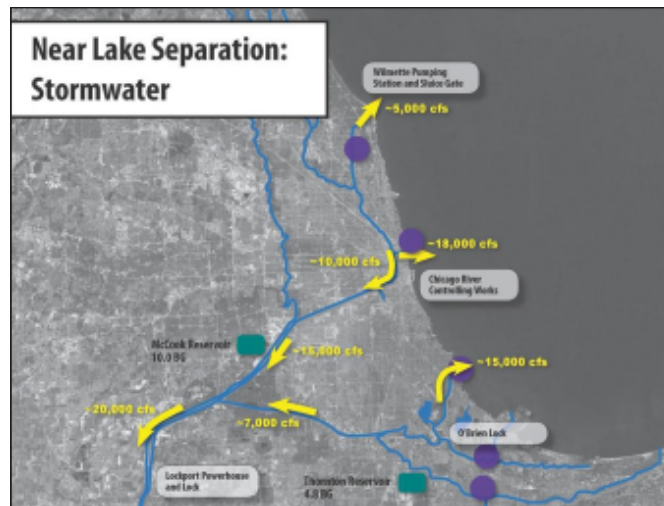 Near Lake Separation:
Stormwater
Wilmette Pumping
Station and Sluice Gate
~5,000 cfs
~18,000 cfs
~10,000 cfs
Chicago River
Controlling Works
McCook Reservoir
10.0 BG
~15,000 cfs
~15,000 cfs
~20,000 cfs
~7,000 cfs
O'Brien Lock
Lockport Powerhouse
and Lock
Thornton Reservoir
4.8 BG